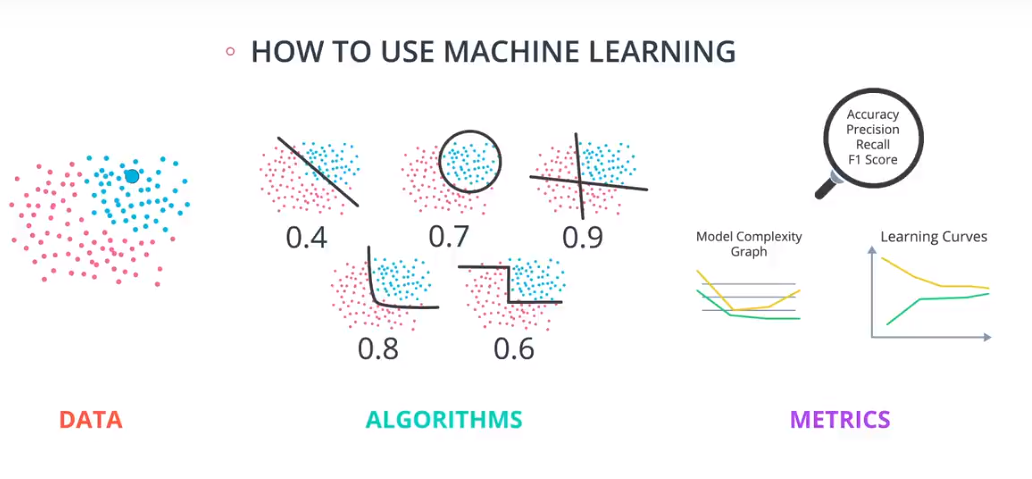 HOW TO USE MACHINE LEARNING
0.4
0.7
0.9
0.8
0.6
Accuracy
Precision
Recall
F1 Score
Model Complexity
Graph
Learning Curves
DATA
ALGORITHMS
METRICS